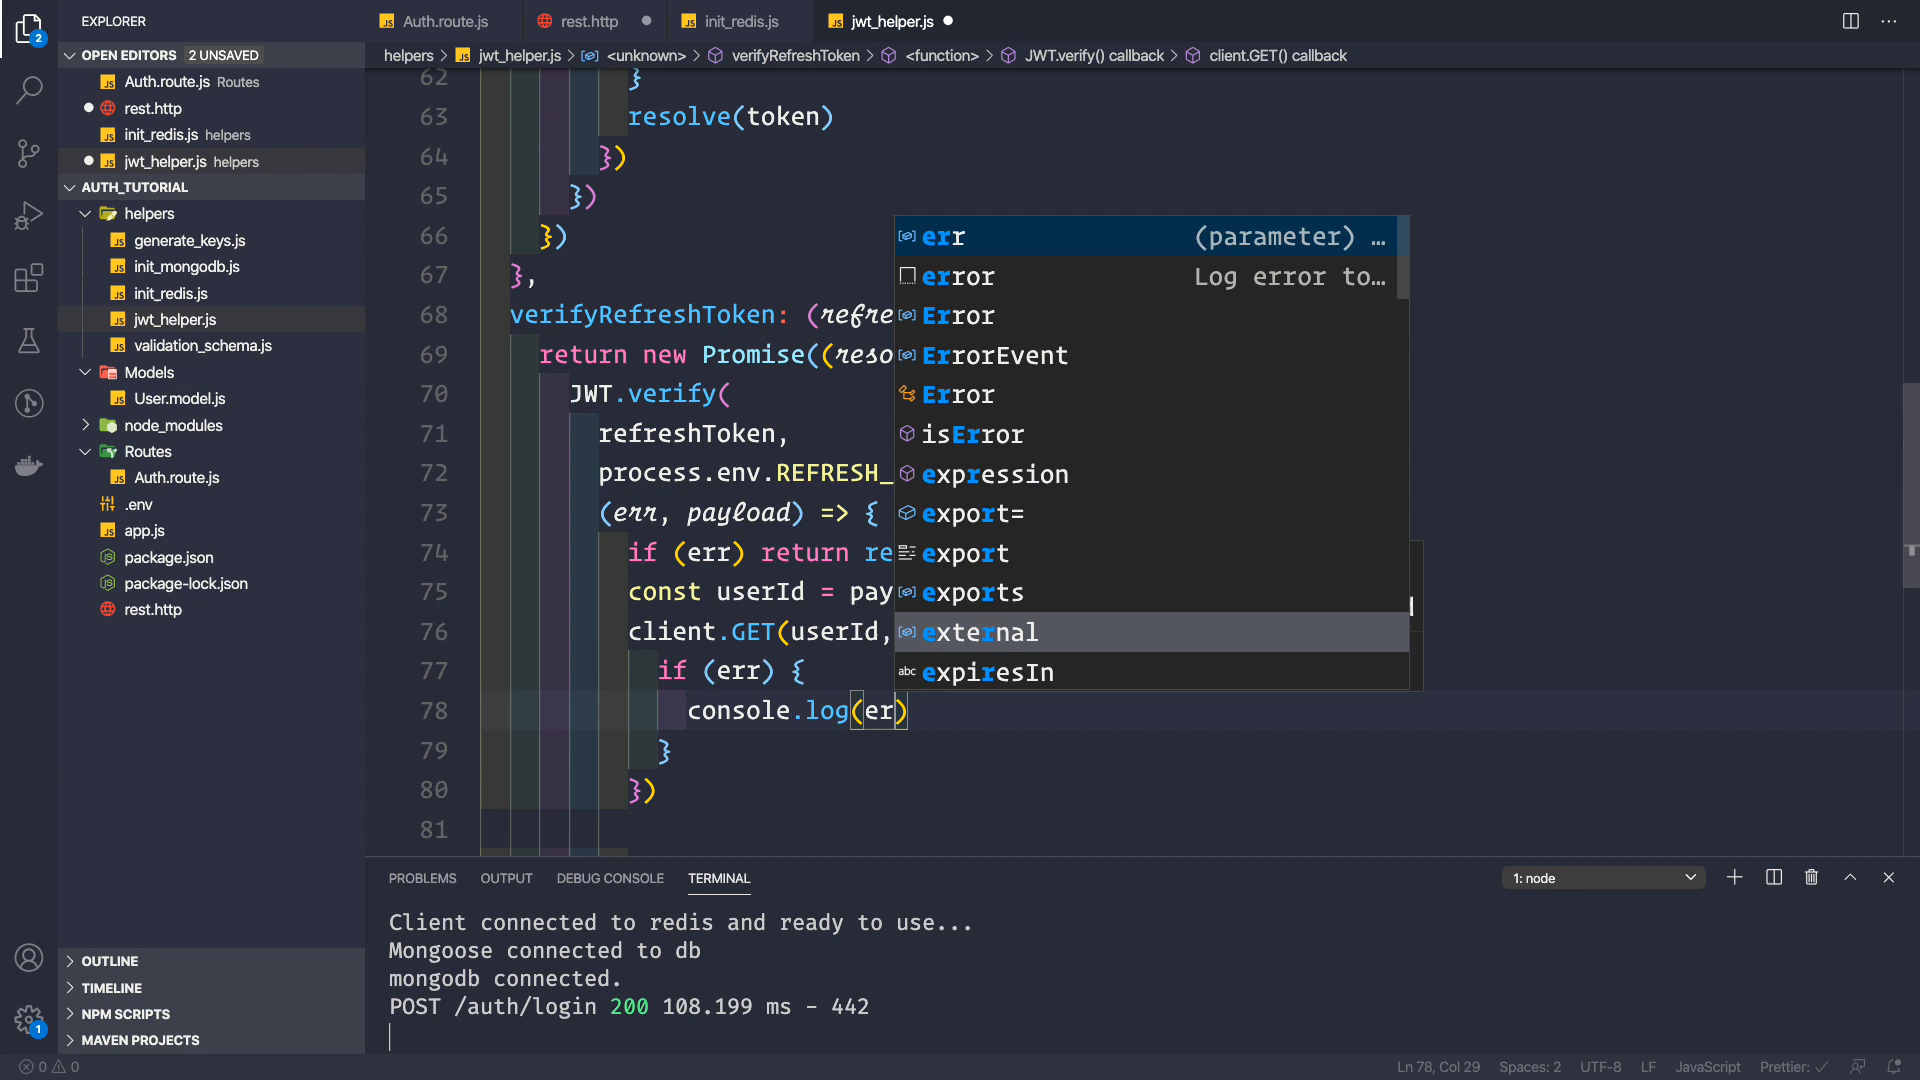 EXPLORER
OPEN EDITORS 2 UNSAVED
Auth.route.js Routes
rest.http
init_redis.js helpers
jwt_helper.js helpers
AUTH_TUTORIAL
helpers
generate_keys.js
init_mongodb.js
init_redis.js
jwt_helper.js
validation_schema.js
Models
User.model.js
node_modules
Routes
Auth.route.js
.env
app.js
package.json
package-lock.json
rest.http
OUTLINE
TIMELINE
NPM SCRIPTS
MAVEN PROJECTS
2
1
Auth.route.js rest.http init_redis.js jwt_helper.js
helpers > jwt_helper.js > <unknown> > verifyRefreshToken > <function> > JWT.verify() callback > client.GET() callback
62 }
63 resolve(token)
64 })
65 })
66 })
67 },
68 verifyRefreshToken: (refre
69 return new Promise((reso
70 JWT.verify(
71 refreshToken,
72 process.env.REFRESH_
73 (err, payload) => {
74 if (err) return re
75 const userId = pay
76 client.GET(userId,
77 if (err) {
78 console.log(er)
79 }
80 })
81
err (parameter) …
error Log error to…
Error
ErrorEvent
Error
isError
expression
export=
export
exports
external
abc expiresIn
PROBLEMS OUTPUT DEBUG CONSOLE TERMINAL
1: node
Client connected to redis and ready to use...
Mongoose connected to db
mongodb connected.
POST /auth/login 200 108.199 ms - 442
0 0
Ln 78, Col 29 Spaces: 2 UTF-8 LF JavaScript Prettier: ✓